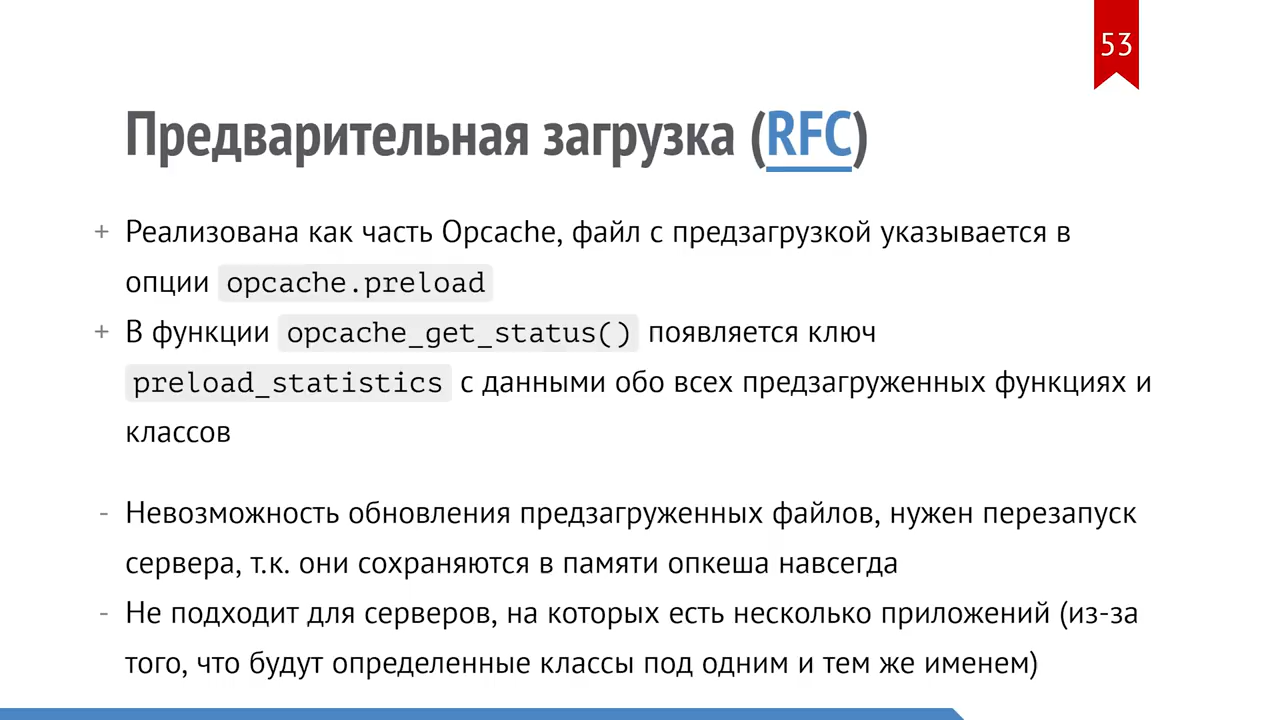 53
Предварительная загрузка (RFC)
+ Реализована как часть Opcache, файл с предзагрузкой указывается в
опции opcache.preload
+ В функции opcache_get_status() появляется ключ
preload_statistics с данными обо всех предзагруженных функциях и
классов
- Невозможность обновления предзагруженных файлов, нужен перезапуск
сервера, т.к. они сохраняются в памяти опкеша навсегда
- Не подходит для серверов, на которых есть несколько приложений (из-за
того, что будут определенные классы под одним и тем же именем)